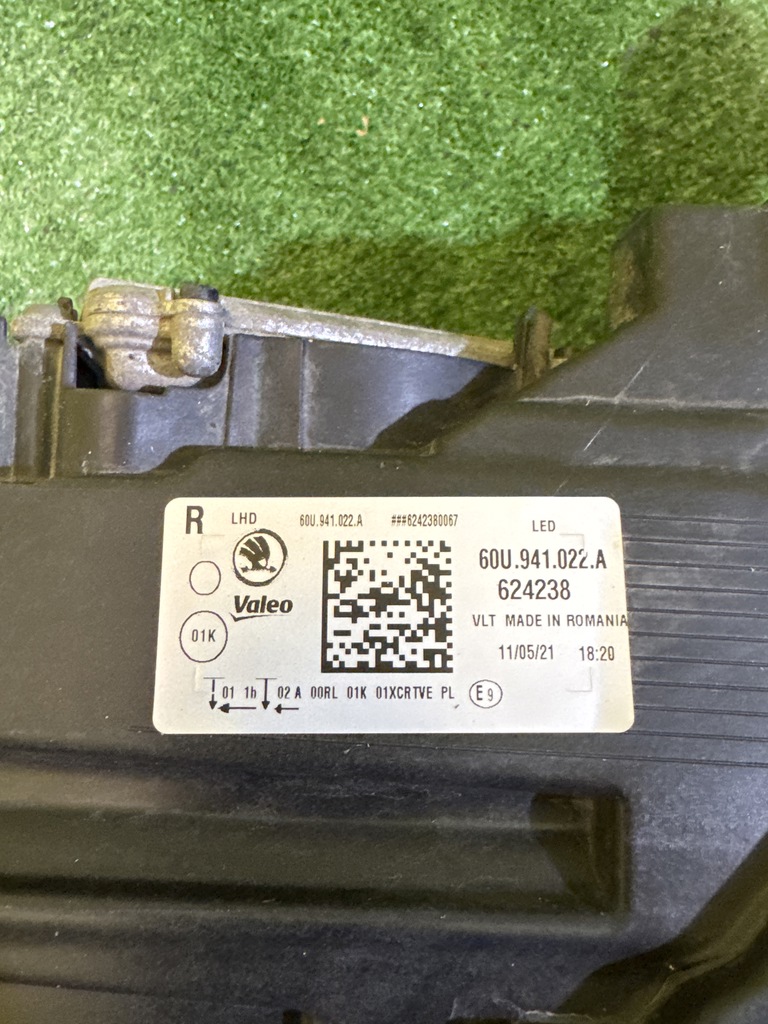 R LHD 60U.941.022.A ###6242380067 LED
60U.941.022.A
624238
Valeo
VLT MADE IN ROMANIA
01K
11/05/21 18:20
01 1h 02 A 00RL 01K 01XCRTVE PL E9